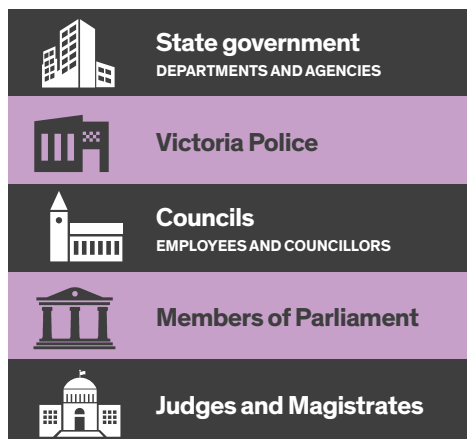 State government
DEPARTMENTS AND AGENCIES
Victoria Police
Councils
EMPLOYEES AND COUNCILLORS
Members of Parliament
Judges and Magistrates